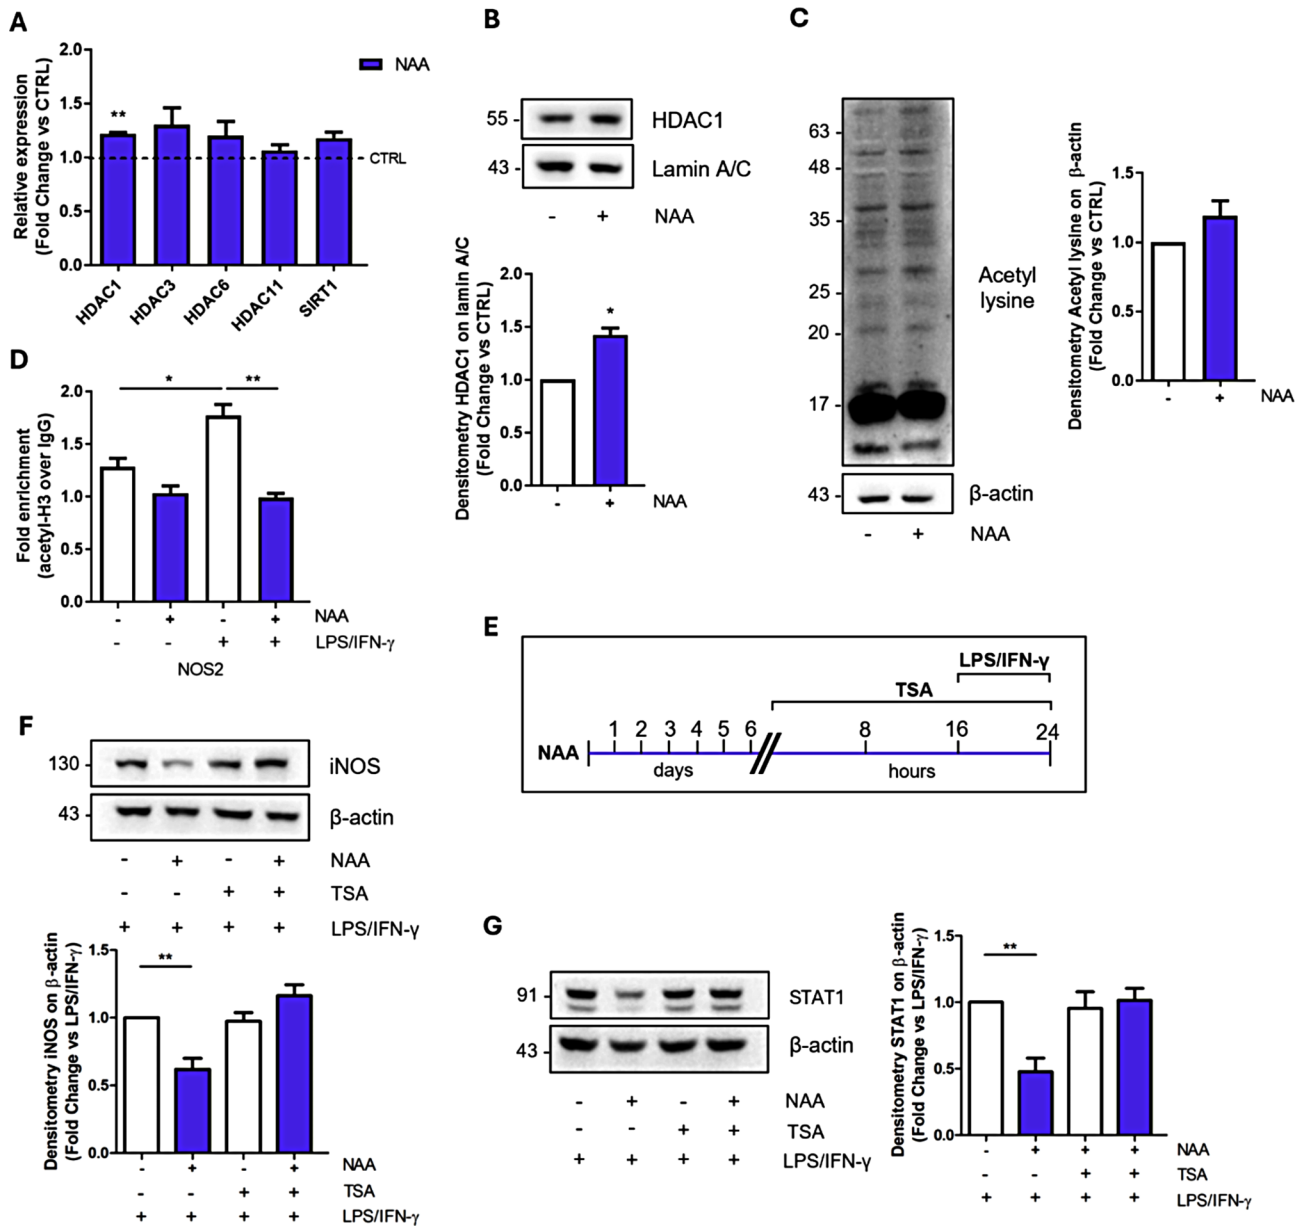 A
Relative expression
(Fold Change vs CTRL)
2.0
1.5
1.0
0.5
0.0
NAA
**
CTRL
HDAC1
HDAC3
HDAC6
HDAC11
SIRT1
B
55 -
HDAC1
43 -
Lamin A/C
- + NAA
Densitometry HDAC1 on lamin A/C
(Fold Change vs CTRL)
2.0
1.5
1.0
0.5
0.0
*
- + NAA
C
63 -
48 -
35 -
25 -
20 -
17 -
Acetyl
lysine
43 -
β-actin
- + NAA
Densitometry Acetyl lysine on β-actin
(Fold Change vs CTRL)
1.5
1.0
0.5
0.0
- + NAA
D
Fold enrichment
(acetyl-H3 over IgG)
2.0
1.5
1.0
0.5
0.0
* **
- + - + NAA
- - + + LPS/IFN-γ
NOS2
E
LPS/IFN-γ
TSA
1 2 3 4 5 6 8 16 24
NAA
days hours
F
130 -
iNOS
43 -
β-actin
- + - + NAA
- - + + TSA
+ + + + LPS/IFN-γ
Densitometry iNOS on β-actin
(Fold Change vs LPS/IFN-γ)
1.5
1.0
0.5
0.0
**
- + - + NAA
- - + + TSA
+ + + + LPS/IFN-γ
G
91 -
STAT1
43 -
β-actin
- + - + NAA
- - + + TSA
+ + + + LPS/IFN-γ
Densitometry STAT1 on β-actin
(Fold Change vs LPS/IFN-γ)
1.5
1.0
0.5
0.0
**
- + + + NAA
- - + + TSA
+ + + + LPS/IFN-γ